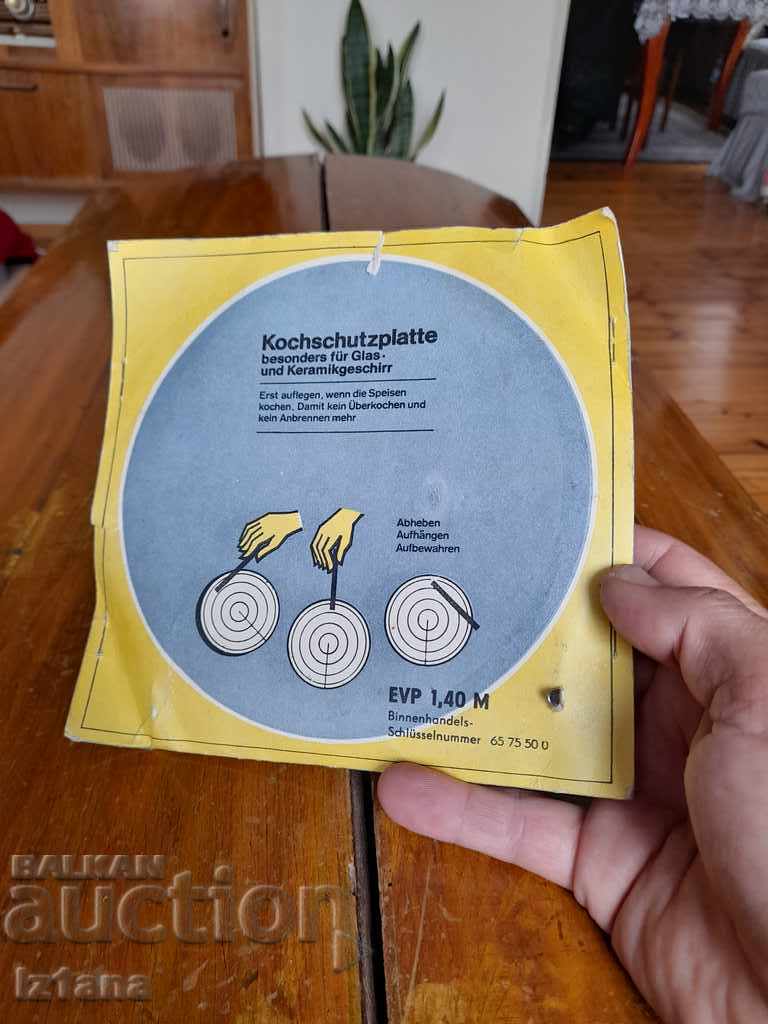 Kochschutzplatte
besonders für Glas-
und Keramikgeschirr
Erst auflegen, wenn die Speisen
kochen. Damit kein Überkochen und
kein Anbrennen mehr
Abheben
Aufhängen
Aufbewahren
EVP 1,40 M
Binnenhandels-
Schlüsselnummer 65 75 50 0
BALKAN
auction
Iz1ana